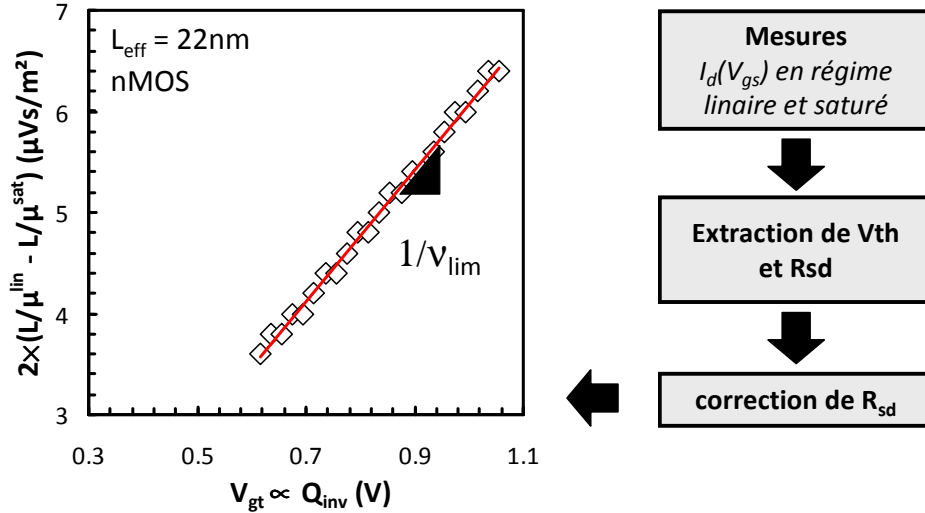 7
6
5
4
3
0.3 0.5 0.7 0.9 1.1
2×(L/μ^lin - L/μ^sat) (μVs/m²)
V_gt ∝ Q_inv (V)
L_eff = 22nm
nMOS
1/ν_lim
Mesures
I_d(V_gs) en régime
linaire et saturé
Extraction de Vth
et Rsd
correction de R_sd